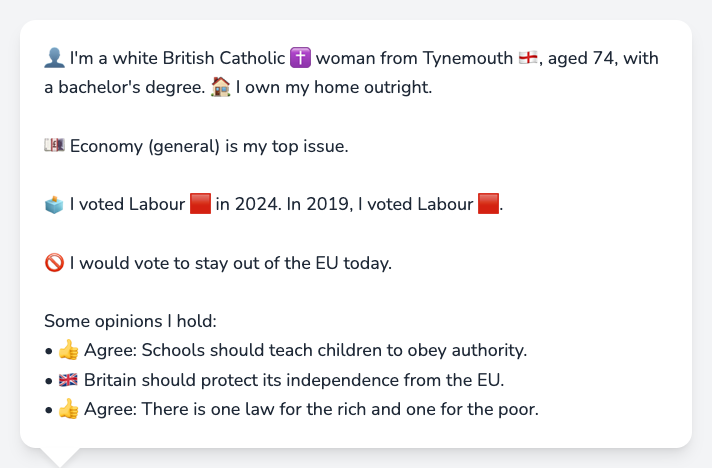 👤 I'm a white British Catholic ✝️ woman from Tynemouth 🏴󠁧󠁢󠁥󠁮󠁧󠁿, aged 74, with
a bachelor's degree. 🏠 I own my home outright.
💷 Economy (general) is my top issue.
🗳️ I voted Labour 🟥 in 2024. In 2019, I voted Labour 🟥.
🚫 I would vote to stay out of the EU today.
Some opinions I hold:
• 👍 Agree: Schools should teach children to obey authority.
• 🇬🇧 Britain should protect its independence from the EU.
• 👍 Agree: There is one law for the rich and one for the poor.